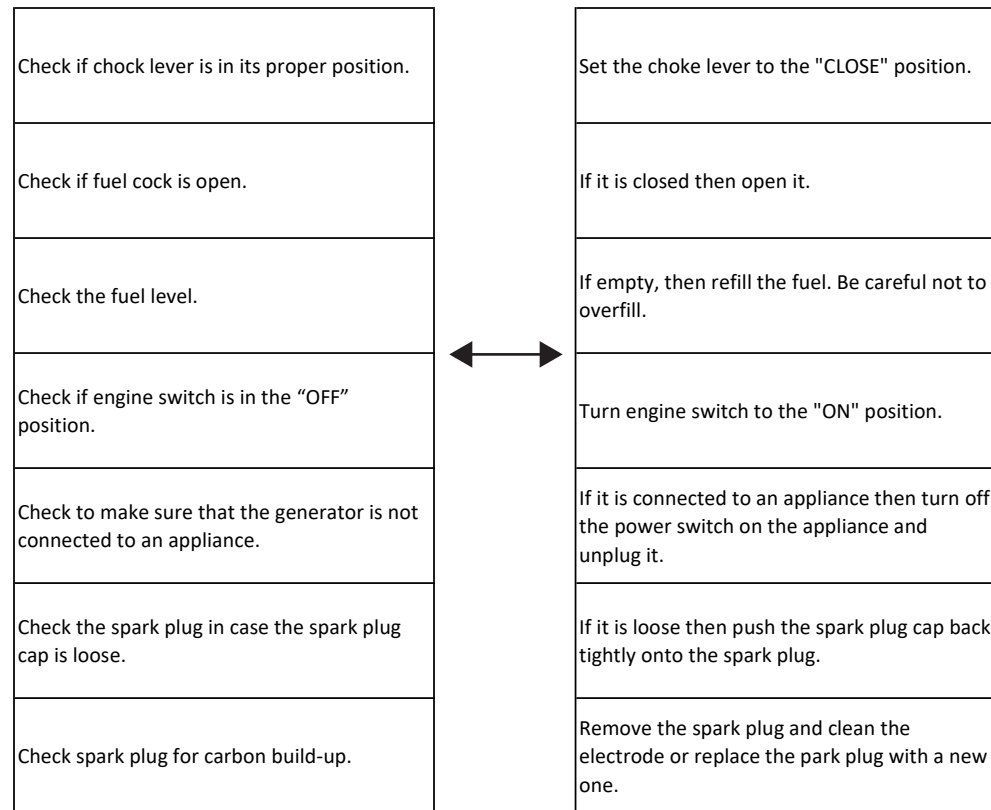 Check if chock lever is in its proper position.
Set the choke lever to the "CLOSE" position.
Check if fuel cock is open.
If it is closed then open it.
Check the fuel level.
If empty, then refill the fuel. Be careful not to
overfill.
Check if engine switch is in the “OFF”
position.
Turn engine switch to the "ON" position.
Check to make sure that the generator is not
connected to an appliance.
If it is connected to an appliance then turn off
the power switch on the appliance and
unplug it.
Check the spark plug in case the spark plug
cap is loose.
If it is loose then push the spark plug cap back
tightly onto the spark plug.
Check spark plug for carbon build-up.
Remove the spark plug and clean the
electrode or replace the park plug with a new
one.